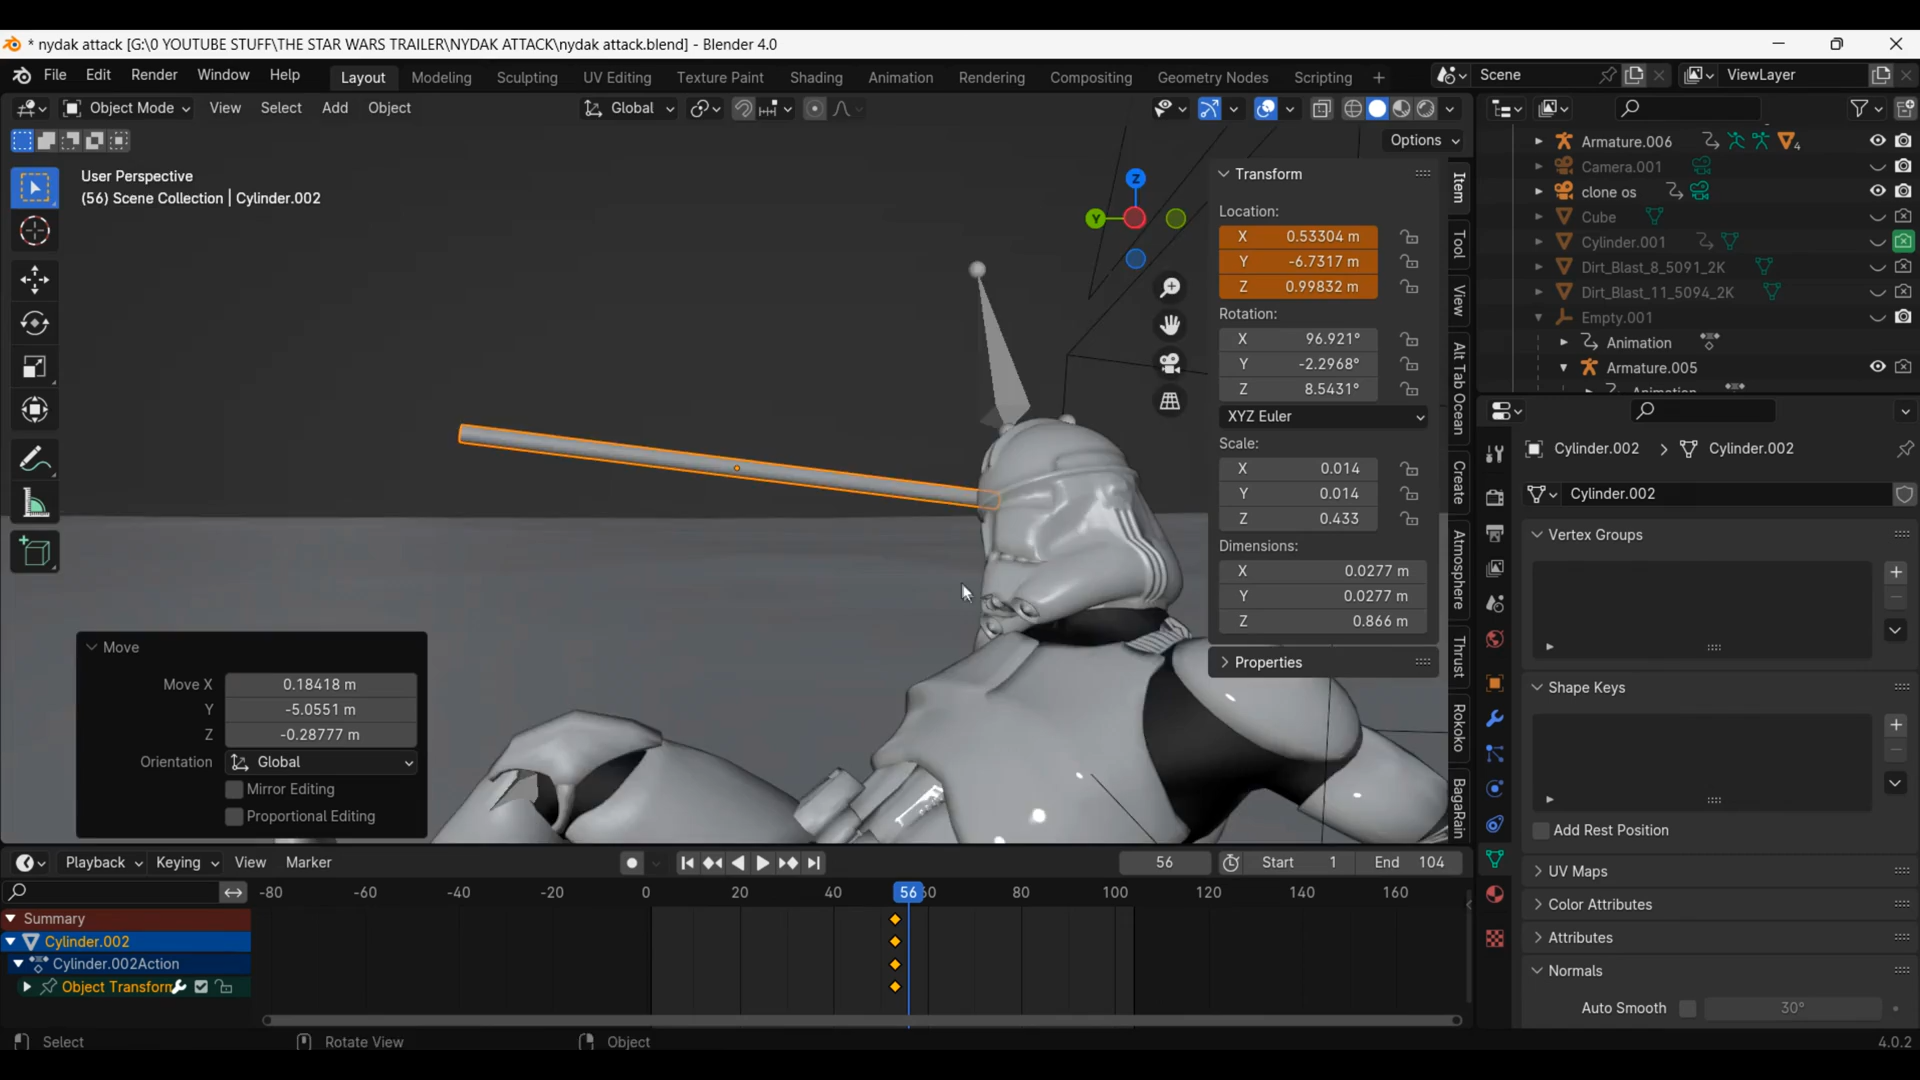 * nydak attack [G:\0 YOUTUBE STUFF\THE STAR WARS TRAILER\NYDAK ATTACK\nydak attack.blend] - Blender 4.0
File Edit Render Window Help Layout Modeling Sculpting UV Editing Texture Paint Shading Animation Rendering Compositing Geometry Nodes Scripting + Scene ViewLayer
Object Mode View Select Add Object Global
Options
User Perspective
(56) Scene Collection | Cylinder.002
Z
Y
Transform
Location:
X 0.53304 m
Y -6.7317 m
Z 0.99832 m
Rotation:
X 96.921°
Y -2.2968°
Z 8.5431°
XYZ Euler
Scale:
X 0.014
Y 0.014
Z 0.433
Dimensions:
X 0.0277 m
Y 0.0277 m
Z 0.866 m
Properties
Item
Tool
View
Alt Tab Ocean
Create
Atmosphere
Thrust
Rokoko
BagaRain
Armature.006
4
Camera.001
clone os
Cube
Cylinder.001
Dirt_Blast_8_5091_2K
Dirt_Blast_11_5094_2K
Empty.001
Animation
Armature.005
Animation
Cylinder.002 > Cylinder.002
Cylinder.002
Vertex Groups
Shape Keys
Add Rest Position
UV Maps
Color Attributes
Attributes
Normals
Auto Smooth 30°
Move
Move X 0.18418 m
Y -5.0551 m
Z -0.28777 m
Orientation Global
Mirror Editing
Proportional Editing
Playback Keying View Marker 56 Start 1 End 104
-80 -60 -40 -20 0 20 40 56 80 100 120 140 160
Summary
Cylinder.002
Cylinder.002Action
Object Transform
Select Rotate View Object 4.0.2